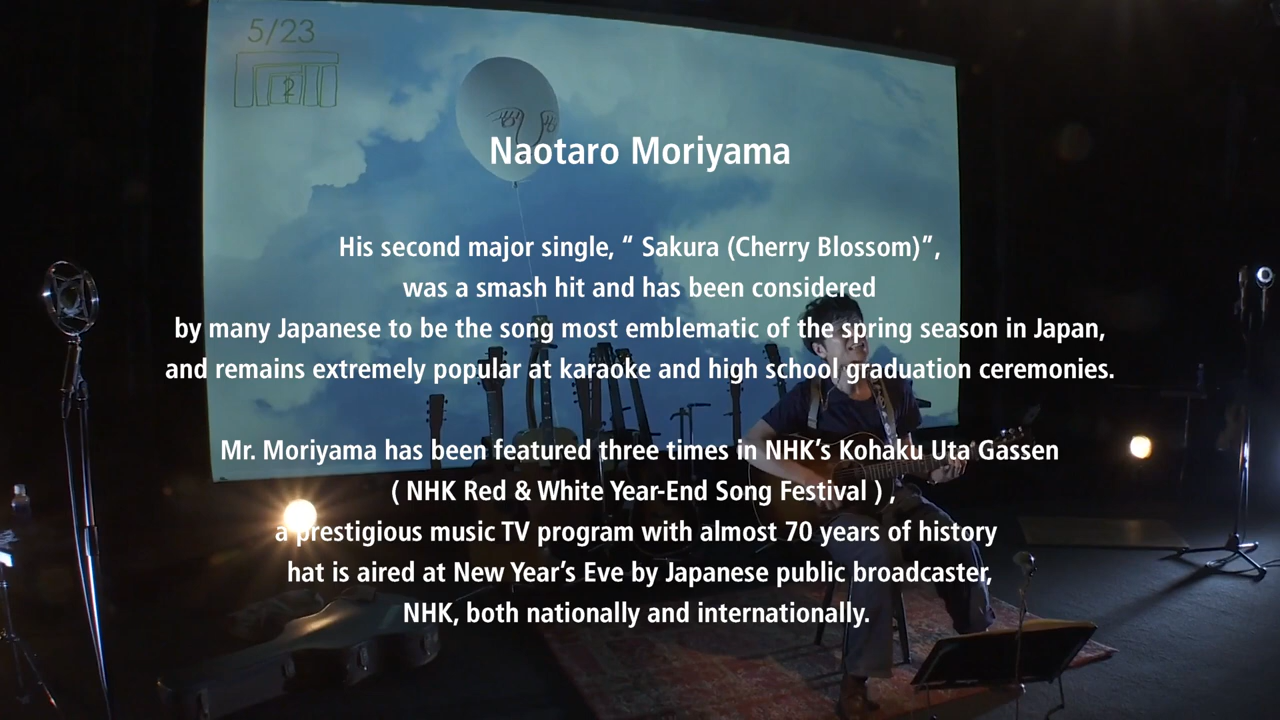 5/23
2
Naotaro Moriyama
His second major single, “ Sakura (Cherry Blossom)”,
was a smash hit and has been considered
by many Japanese to be the song most emblematic of the spring season in Japan,
and remains extremely popular at karaoke and high school graduation ceremonies.
Mr. Moriyama has been featured three times in NHK’s Kohaku Uta Gassen
( NHK Red & White Year-End Song Festival ) ,
a prestigious music TV program with almost 70 years of history
hat is aired at New Year’s Eve by Japanese public broadcaster,
NHK, both nationally and internationally.